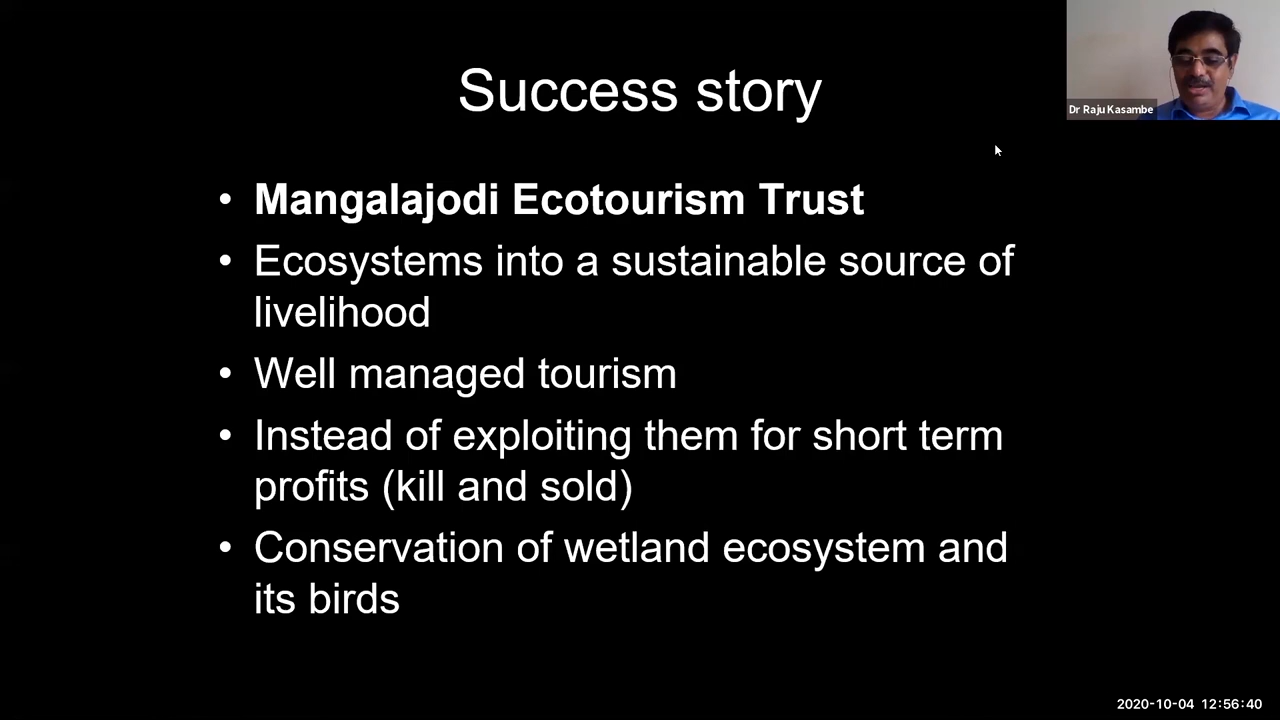 Success story
Dr Raju Kasambe
• Mangalajodi Ecotourism Trust
• Ecosystems into a sustainable source of
livelihood
• Well managed tourism
• Instead of exploiting them for short term
profits (kill and sold)
• Conservation of wetland ecosystem and
its birds
2020-10-04 12:56:40